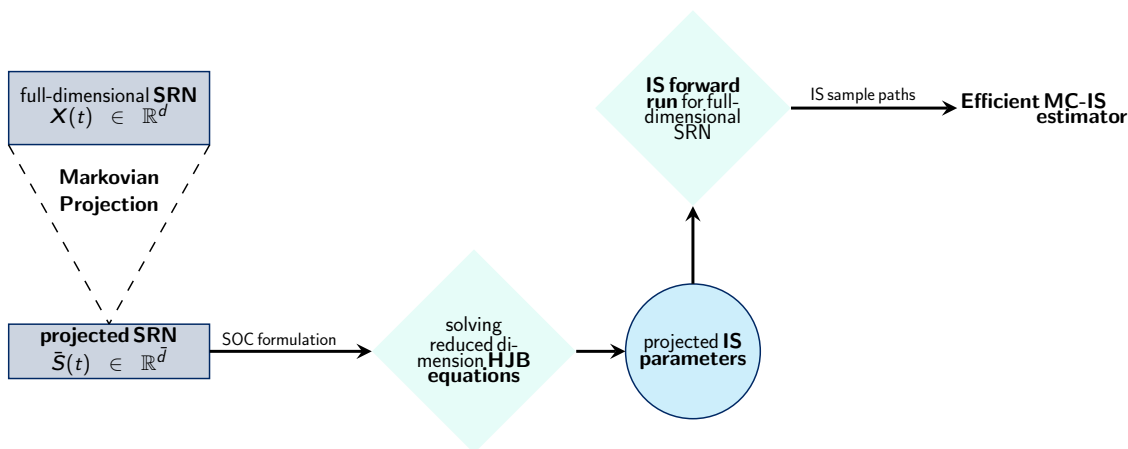 full-dimensional SRN
X(t) ∈ ℝ^d
Markovian
Projection
projected SRN
S̄(t) ∈ ℝ^d̄
SOC formulation
solving
reduced di-
mension HJB
equations
projected IS
parameters
IS forward
run for full-
dimensional
SRN
IS sample paths
Efficient MC-IS
estimator